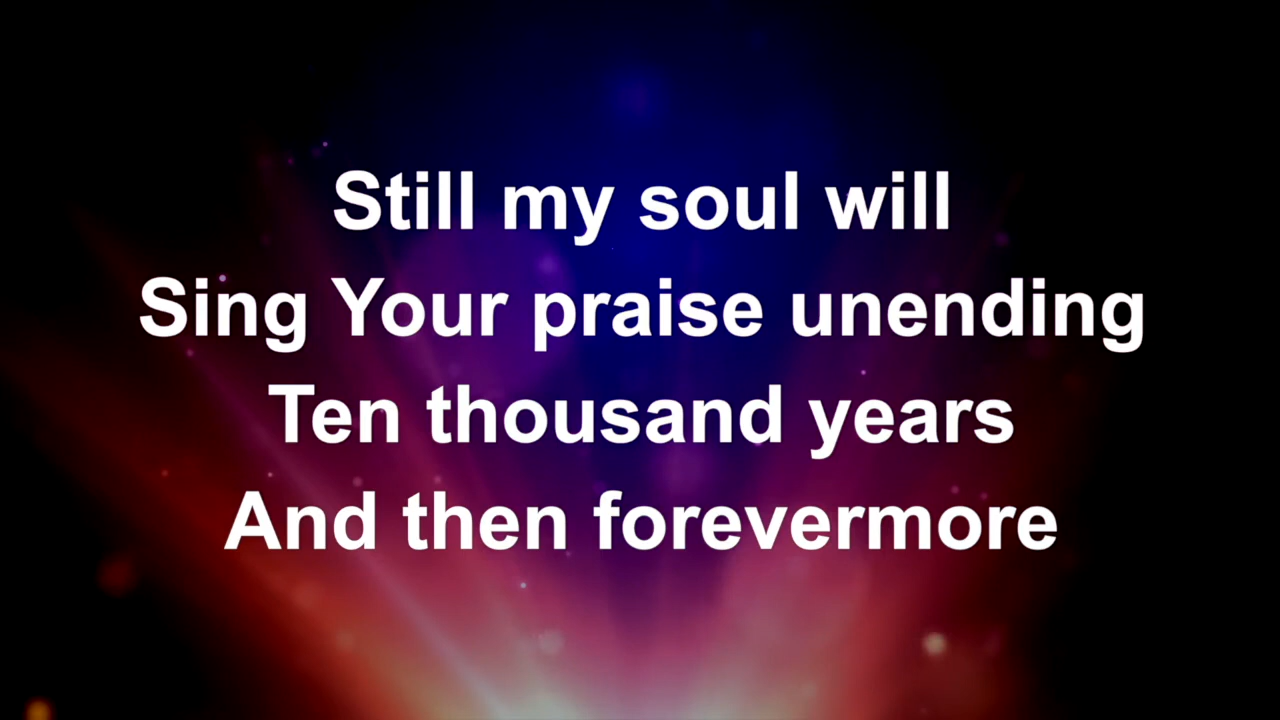 Still my soul will
Sing Your praise unending
Ten thousand years
And then forevermore